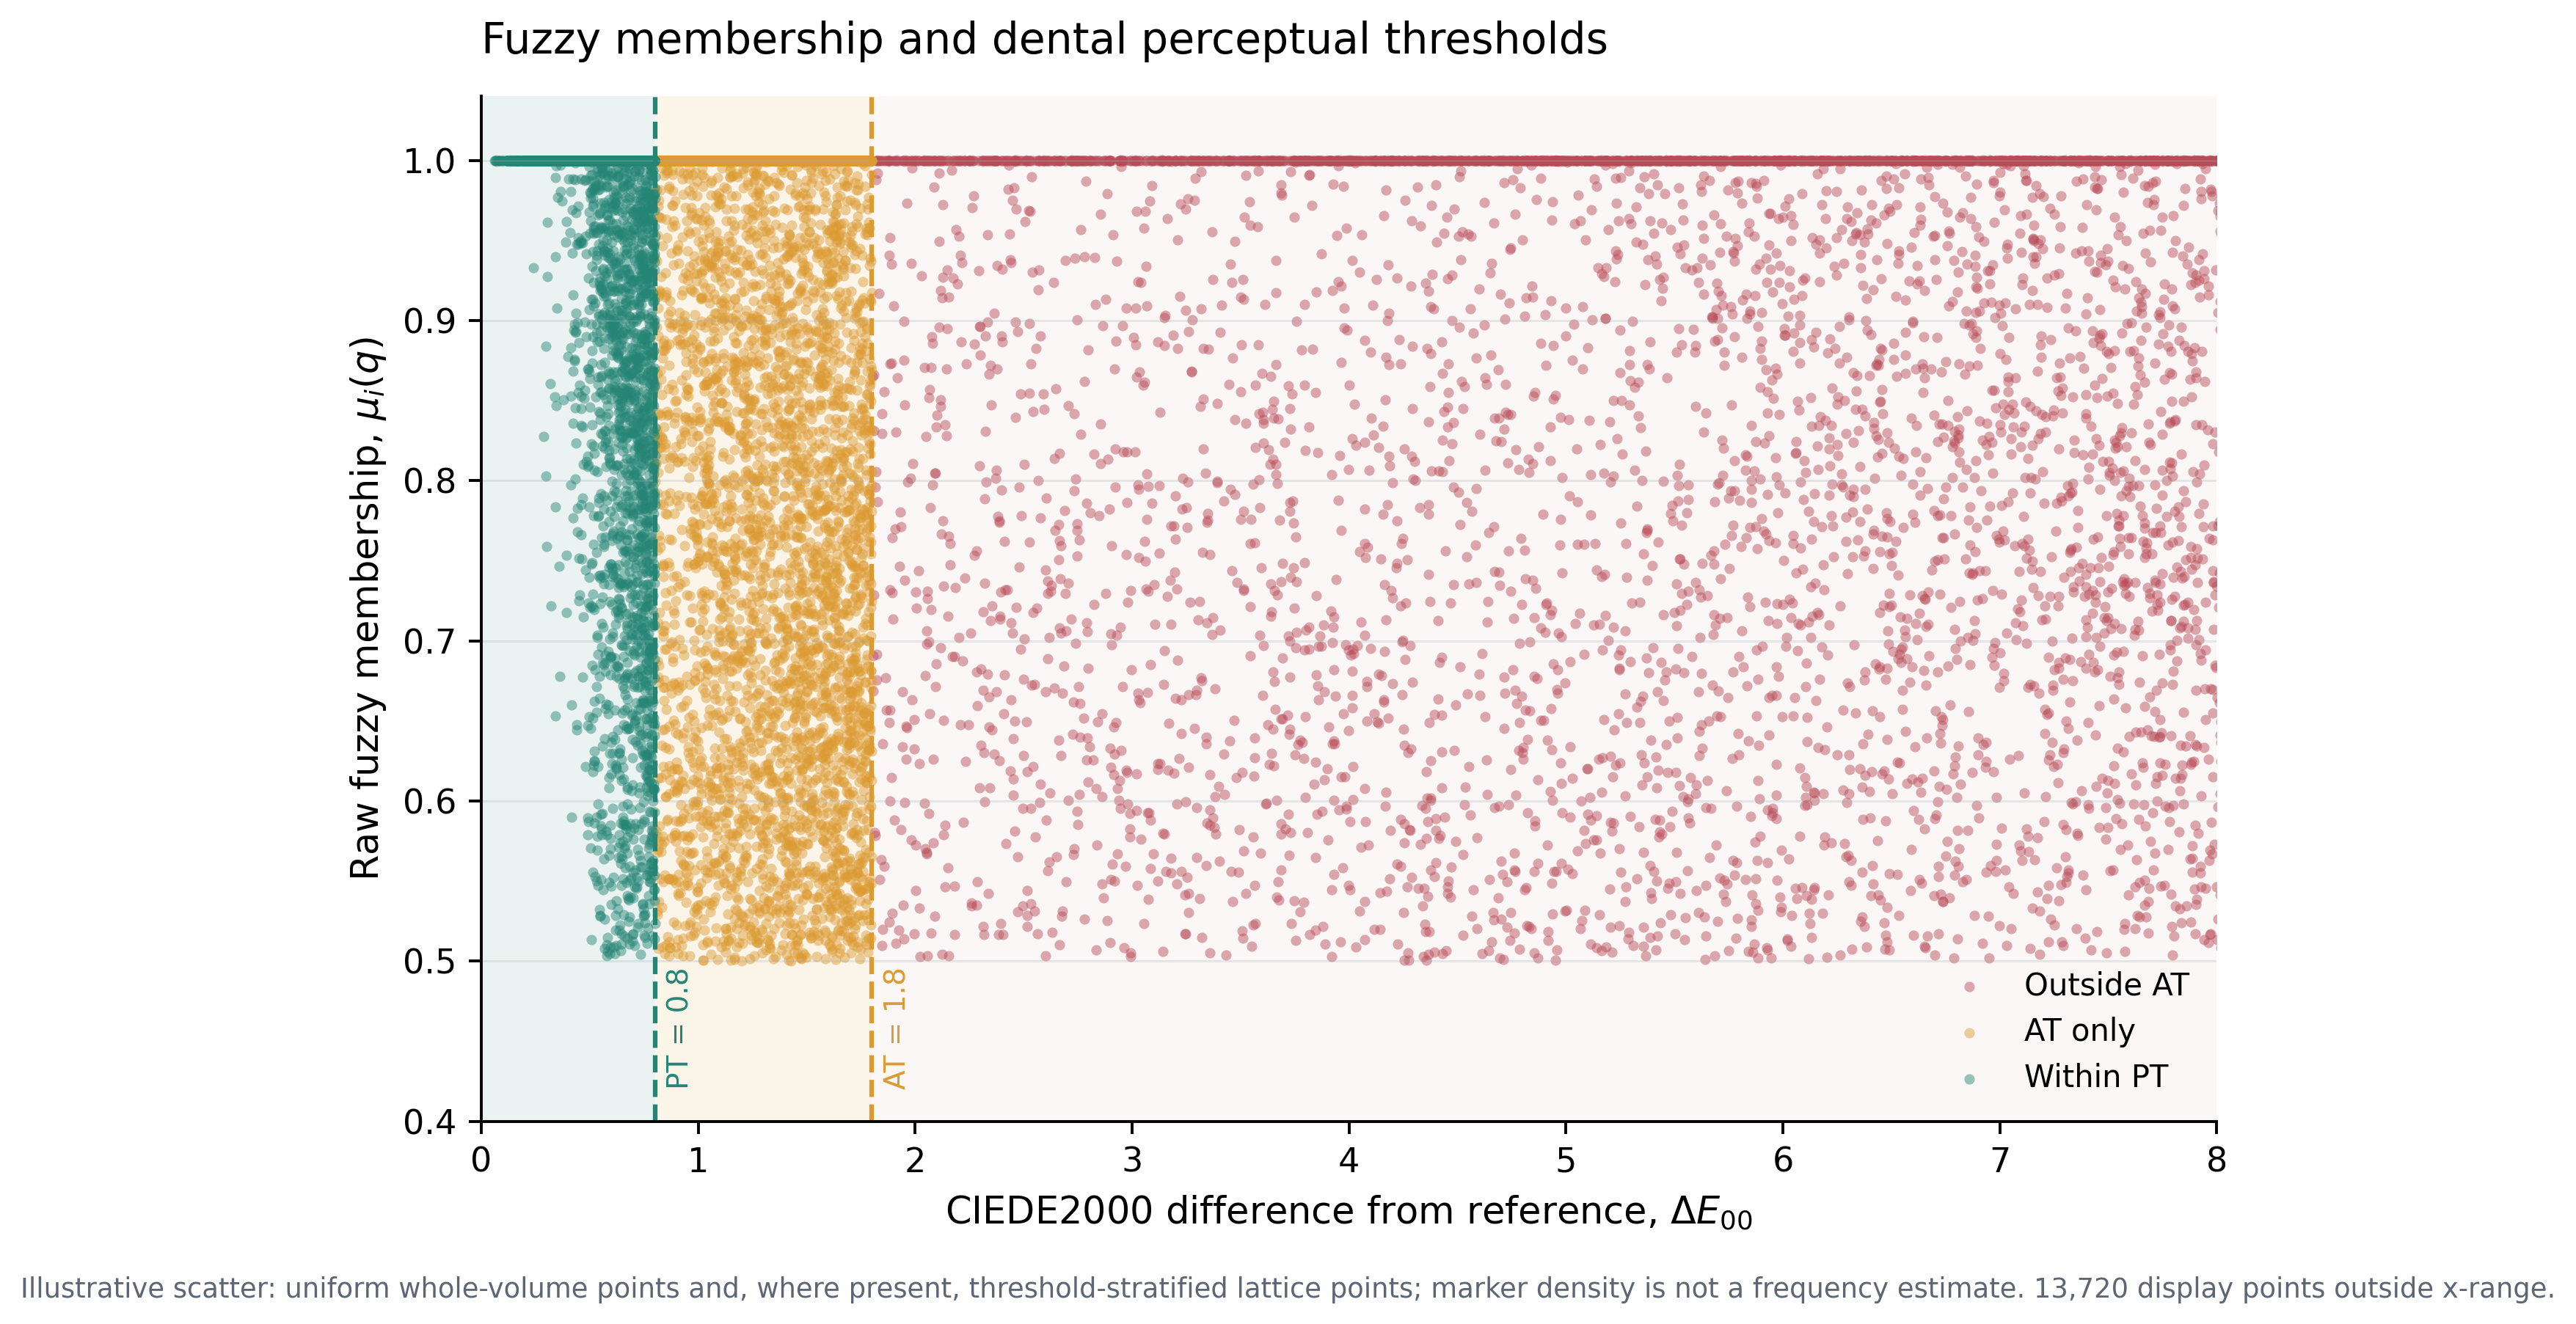 Fuzzy membership and dental perceptual thresholds
Raw fuzzy membership, μᵢ(q)
1.0
0.9
0.8
0.7
0.6
0.5
0.4
PT = 0.8
AT = 1.8
Outside AT
AT only
Within PT
0 1 2 3 4 5 6 7 8
CIEDE2000 difference from reference, ΔE₀₀
Illustrative scatter: uniform whole-volume points and, where present, threshold-stratified lattice points; marker density is not a frequency estimate. 13,720 display points outside x-range.